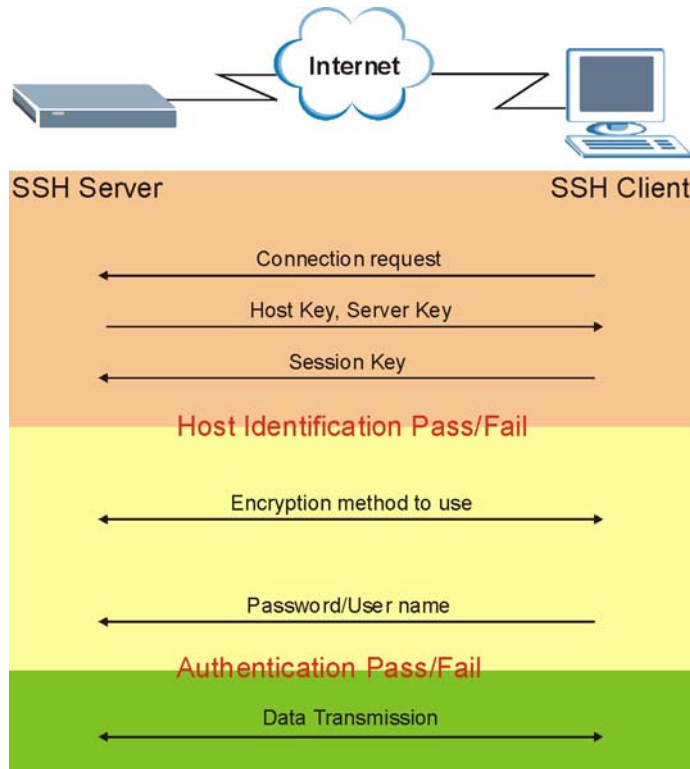 Internet
SSH Server
SSH Client
Connection request
Host Key, Server Key
Session Key
Host Identification Pass/Fail
Encryption method to use
Password/User name
Authentication Pass/Fail
Data Transmission